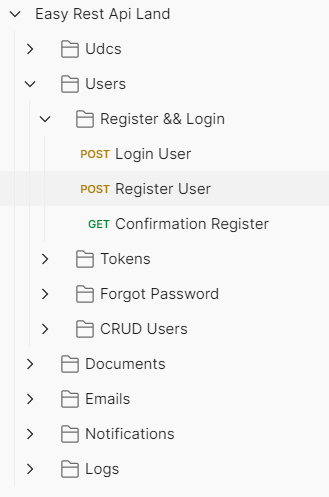 Easy Rest Api Land
Udcs
Users
Register && Login
POST Login User
POST Register User
GET Confirmation Register
Tokens
Forgot Password
CRUD Users
Documents
Emails
Notifications
Logs